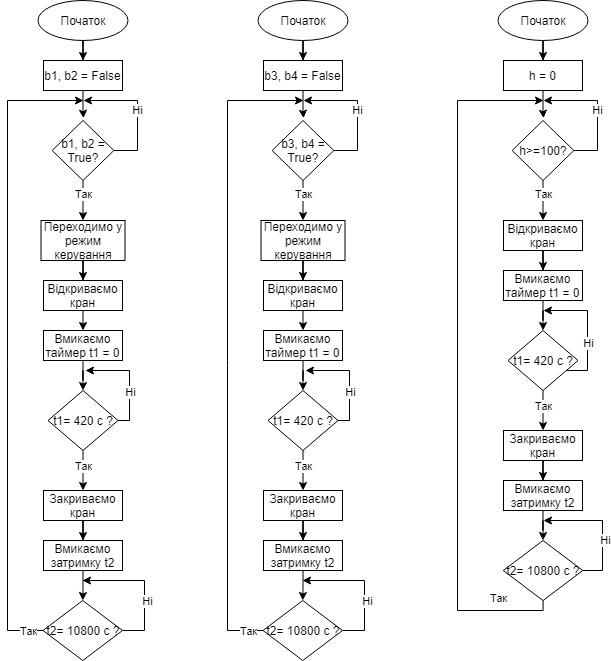 Початок
b1, b2 = False
Ні
b1, b2 =
True?
Так
Переходимо у
режим
керування
Відкриваємо
кран
Вмикаємо
таймер t1 = 0
Ні
t1= 420 с ?
Так
Закриваємо
кран
Вмикаємо
затримку t2
Ні
t2= 10800 с ?
Так
Початок
b3, b4 = False
Ні
b3, b4 =
True?
Так
Переходимо у
режим
керування
Відкриваємо
кран
Вмикаємо
таймер t1 = 0
Ні
t1= 420 с ?
Так
Закриваємо
кран
Вмикаємо
затримку t2
Ні
t2= 10800 с ?
Так
Початок
h = 0
Ні
h>=100?
Так
Відкриваємо
кран
Вмикаємо
таймер t1 = 0
Ні
t1= 420 с ?
Так
Закриваємо
кран
Вмикаємо
затримку t2
Ні
t2= 10800 с ?
Так